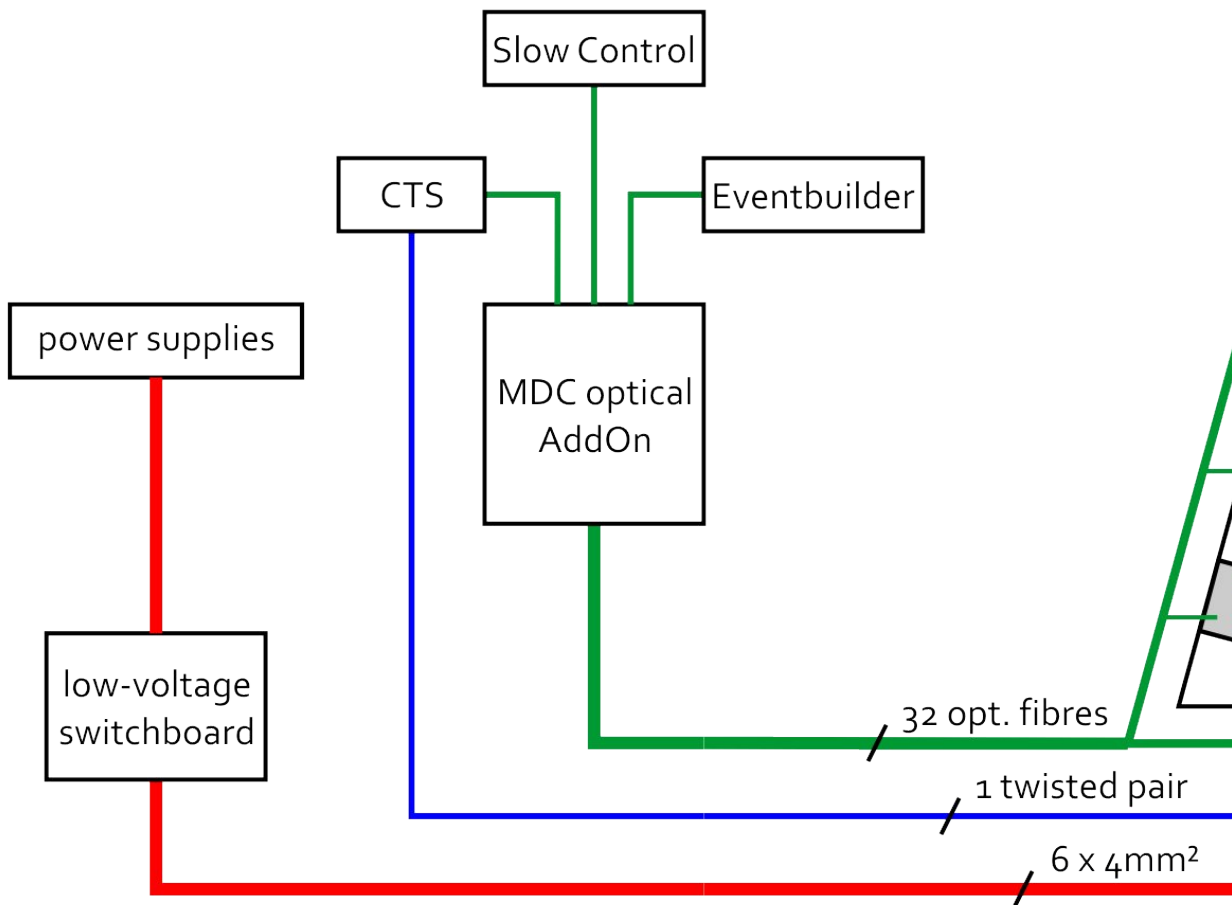 Slow Control
CTS
Eventbuilder
power supplies
MDC optical
AddOn
low-voltage
switchboard
32 opt. fibres
1 twisted pair
6 x 4mm²